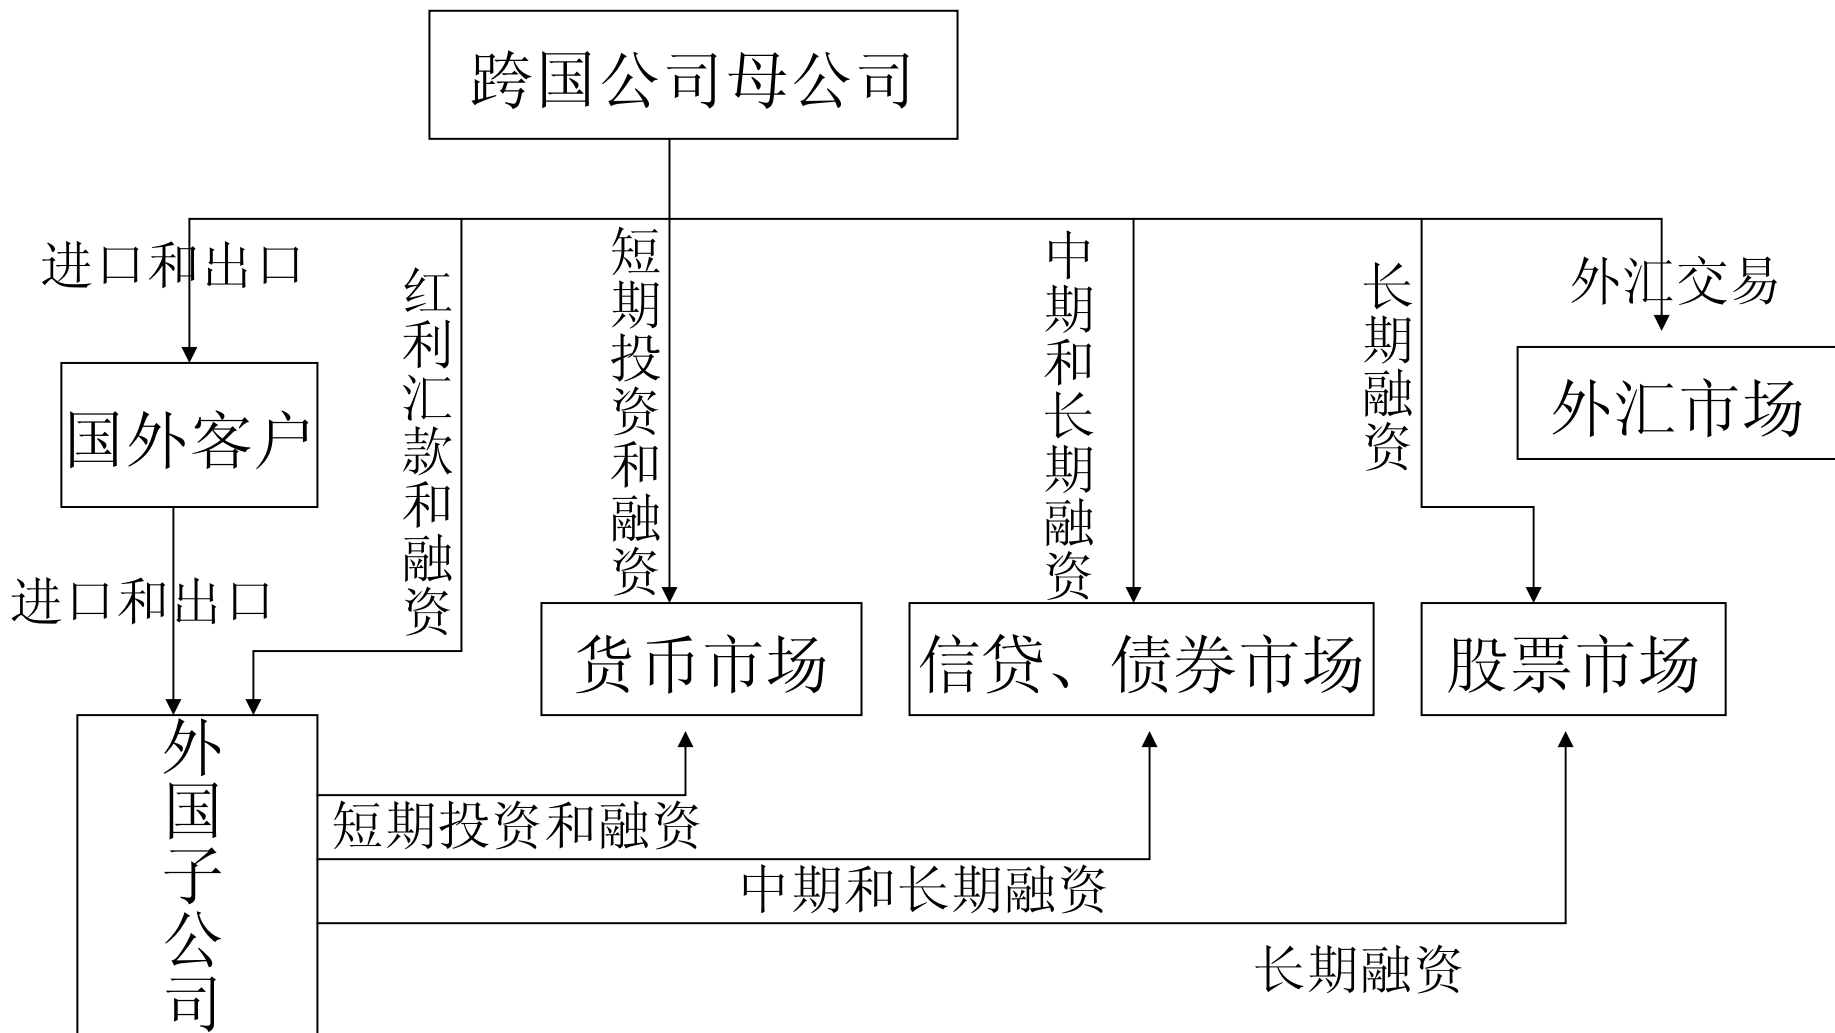 跨国公司母公司
进口和出口
红利汇款和融资
短期投资和融资
中期和长期融资
长期融资
外汇交易
国外客户
外汇市场
进口和出口
货币市场
信贷、债券市场
股票市场
外国子公司
短期投资和融资
中期和长期融资
长期融资